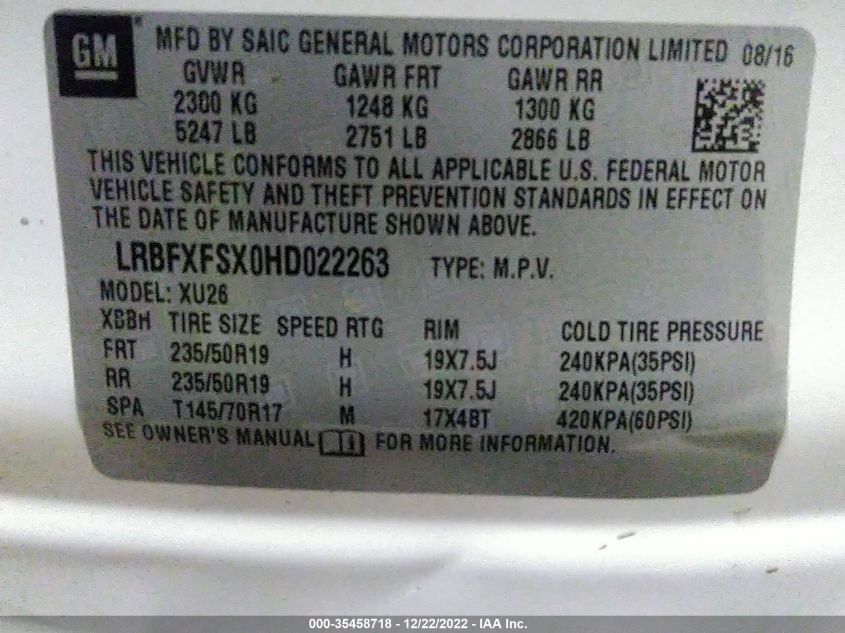 GM
MFD BY SAIC GENERAL MOTORS CORPORATION LIMITED 08/16
GVWR GAWR FRT GAWR RR
2300 KG 1248 KG 1300 KG
5247 LB 2751 LB 2866 LB
THIS VEHICLE CONFORMS TO ALL APPLICABLE U.S. FEDERAL MOTOR
VEHICLE SAFETY AND THEFT PREVENTION STANDARDS IN EFFECT ON
THE DATE OF MANUFACTURE SHOWN ABOVE.
LRBFXFSX0HD022263 TYPE: M.P.V.
MODEL: XU26
XBBH TIRE SIZE SPEED RTG RIM COLD TIRE PRESSURE
FRT 235/50R19 H 19X7.5J 240KPA(35PSI)
RR 235/50R19 H 19X7.5J 240KPA(35PSI)
SPA T145/70R17 M 17X4BT 420KPA(60PSI)
SEE OWNER'S MANUAL FOR MORE INFORMATION.
000-35458718 - 12/22/2022 - IAA Inc.